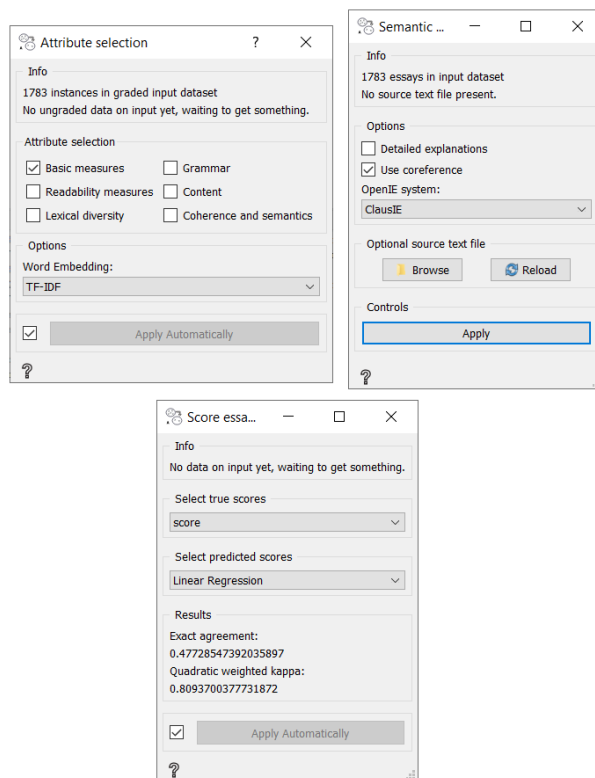 Attribute selection ?
Info
1783 instances in graded input dataset
No ungraded data on input yet, waiting to get something.
Attribute selection
Basic measures Grammar
Readability measures Content
Lexical diversity Coherence and semantics
Options
Word Embedding:
TF-IDF
Apply Automatically
?
Semantic ...
Info
1783 essays in input dataset
No source text file present.
Options
Detailed explanations
Use coreference
OpenIE system:
ClausIE
Optional source text file
Browse Reload
Controls
Apply
?
Score essa...
Info
No data on input yet, waiting to get something.
Select true scores
score
Select predicted scores
Linear Regression
Results
Exact agreement:
0.47728547392035897
Quadratic weighted kappa:
0.8093700377731872
Apply Automatically
?